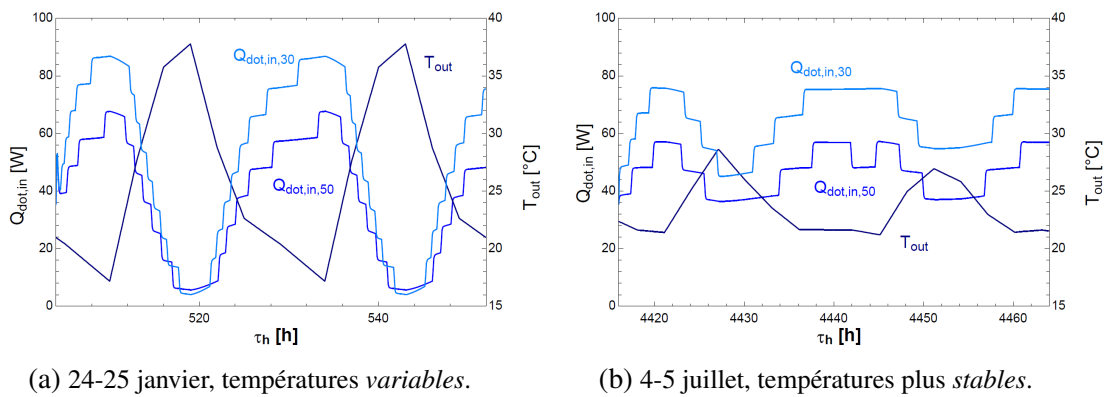 100
80
60
40
20
0
Q_dot,in [W]
40
35
30
25
20
15
T_out [°C]
Q_dot,in,30
T_out
Q_dot,in,50
520
540
τ_h [h]
(a) 24-25 janvier, températures variables.
100
80
60
40
20
0
Q_dot,in [W]
40
35
30
25
20
15
T_out [°C]
Q_dot,in,30
Q_dot,in,50
T_out
4420
4430
4440
4450
4460
τ_h [h]
(b) 4-5 juillet, températures plus stables.